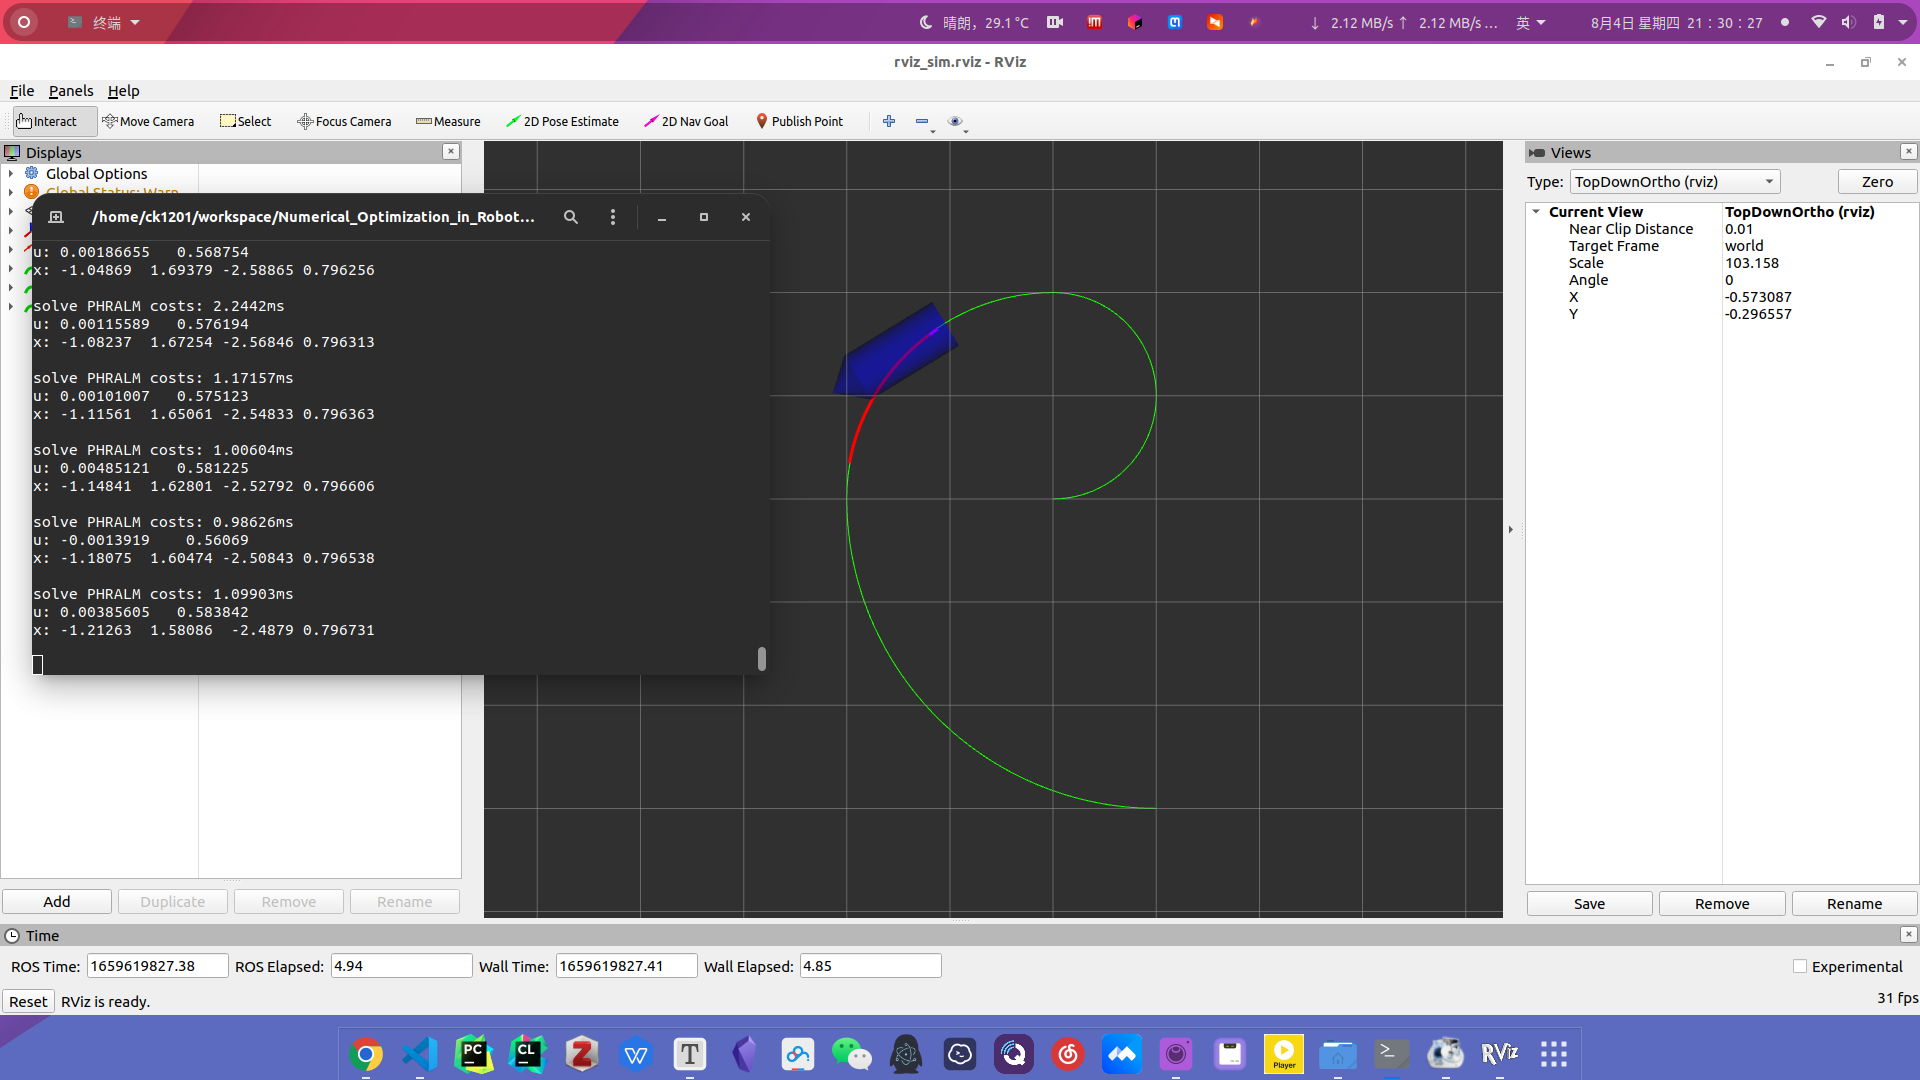 终端
晴朗，29.1 °C
↓ 2.12 MB/s ↑ 2.12 MB/s...
英
8月4日 星期四 21：30：27
rviz_sim.rviz - RViz
File Panels Help
Interact Move Camera Select Focus Camera Measure 2D Pose Estimate 2D Nav Goal Publish Point
Displays
Global Options
Global Status: Warn
/home/ck1201/workspace/Numerical_Optimization_in_Robot...
u: 0.00186655 0.568754
x: -1.04869 1.69379 -2.58865 0.796256
solve PHRALM costs: 2.2442ms
u: 0.00115589 0.576194
x: -1.08237 1.67254 -2.56846 0.796313
solve PHRALM costs: 1.17157ms
u: 0.00101007 0.575123
x: -1.11561 1.65061 -2.54833 0.796363
solve PHRALM costs: 1.00604ms
u: 0.00485121 0.581225
x: -1.14841 1.62801 -2.52792 0.796606
solve PHRALM costs: 0.98626ms
u: -0.0013919 0.56069
x: -1.18075 1.60474 -2.50843 0.796538
solve PHRALM costs: 1.09903ms
u: 0.00385605 0.583842
x: -1.21263 1.58086 -2.4879 0.796731
Add Duplicate Remove Rename
Views
Type: TopDownOrtho (rviz) Zero
Current View TopDownOrtho (rviz)
Near Clip Distance 0.01
Target Frame world
Scale 103.158
Angle 0
X -0.573087
Y -0.296557
Save Remove Rename
Time
ROS Time: 1659619827.38 ROS Elapsed: 4.94 Wall Time: 1659619827.41 Wall Elapsed: 4.85 Experimental
Reset RViz is ready. 31 fps
PC CL Z W T Player RViz